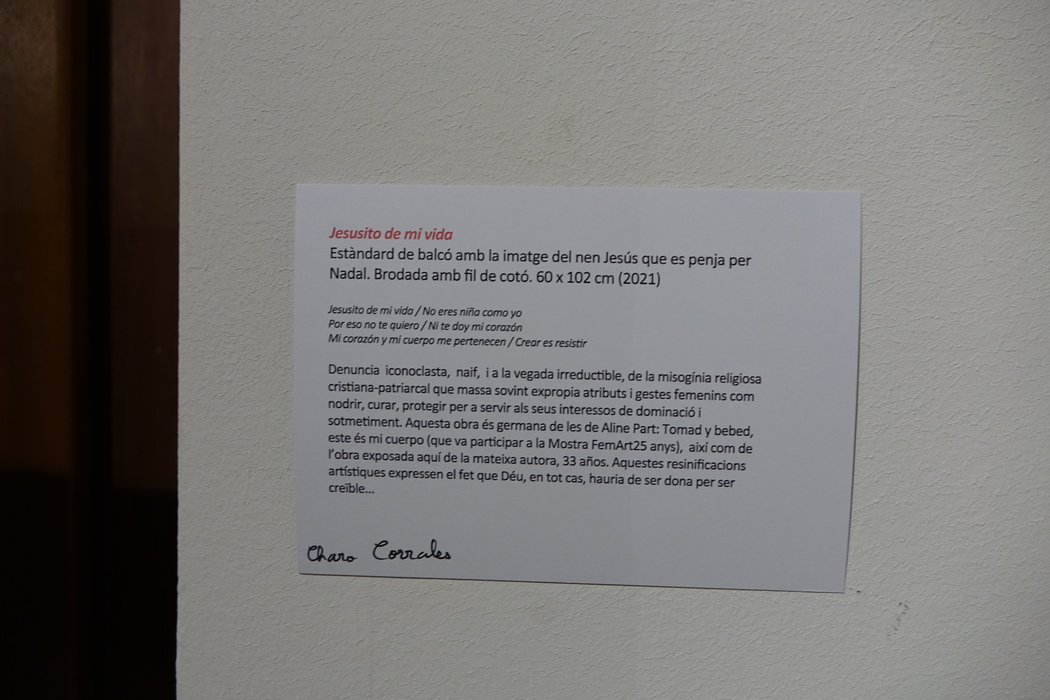 Jesusito de mi vida
Estàndard de balcó amb la imatge del nen Jesús que es penja per
Nadal. Brodada amb fil de cotó. 60 x 102 cm (2021)
Jesusito de mi vida / No eres niña como yo
Por eso no te quiero / Ni te doy mi corazón
Mi corazón y mi cuerpo me pertenecen / Crear es resistir
Denuncia iconoclasta, naif, i a la vegada irreductible, de la misogínia religiosa
cristiana-patriarcal que massa sovint expropia atributs i gestes femenins com
nodrir, curar, protegir per a servir als seus interessos de dominació i
sotmetiment. Aquesta obra és germana de les de Aline Part: Tomad y bebed,
este és mi cuerpo (que va participar a la Mostra FemArt25 anys), així com de
l'obra exposada aquí de la mateixa autora, 33 años. Aquestes resinificacions
artístiques expressen el fet que Déu, en tot cas, hauria de ser dona per ser
creïble...
Charo Corrales